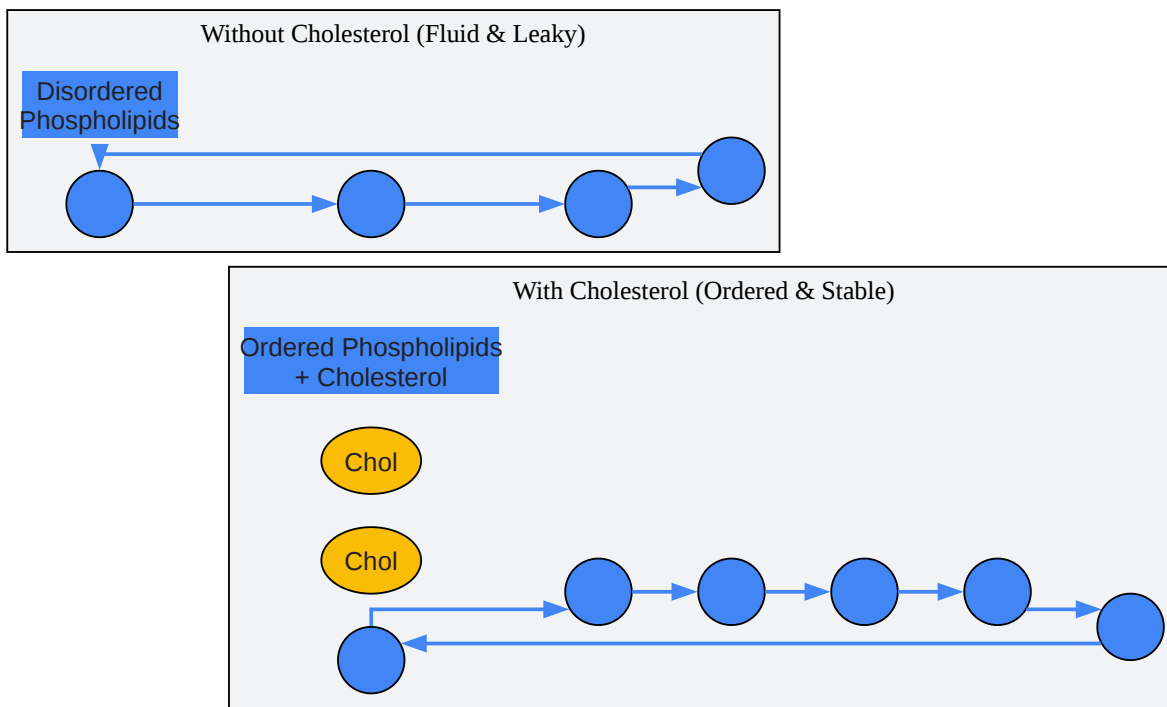 Without Cholesterol (Fluid & Leaky)
Disordered
Phospholipids
With Cholesterol (Ordered & Stable)
Ordered Phospholipids
+ Cholesterol
Chol
Chol